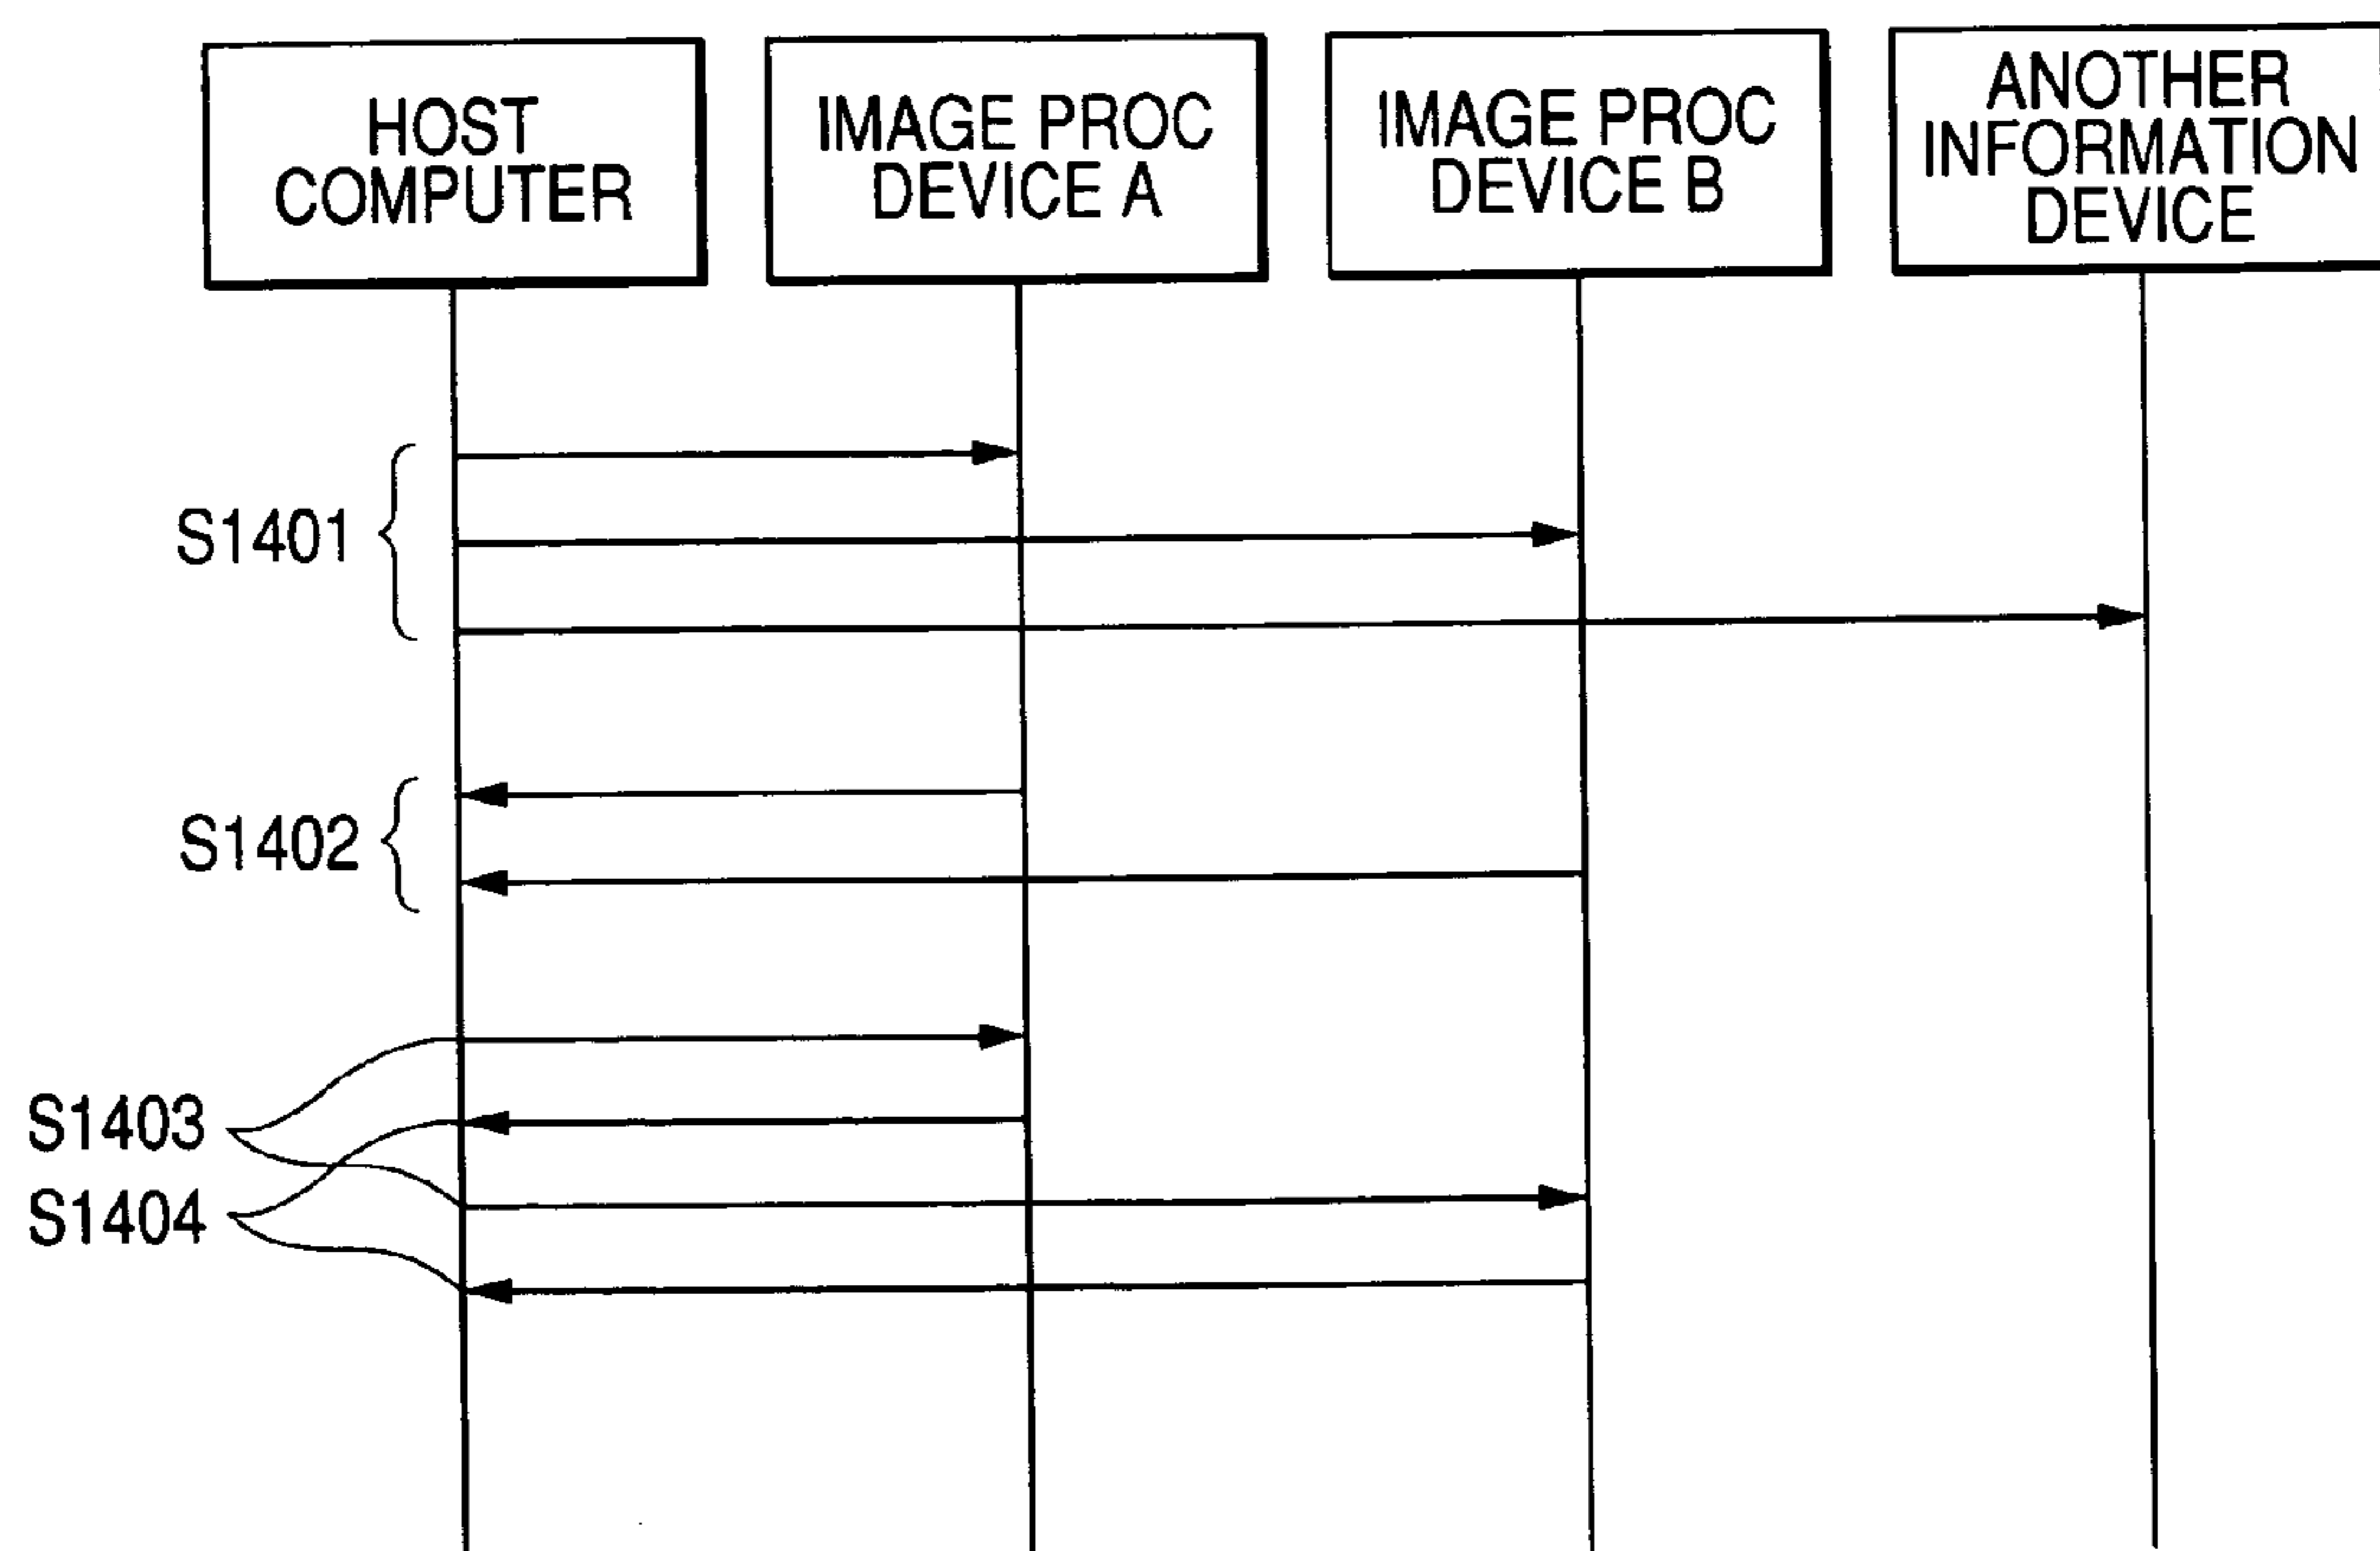 HOST
COMPUTER
IMAGE PROC
DEVICE A
IMAGE PROC
DEVICE B
ANOTHER
INFORMATION
DEVICE
S1401
S1402
S1403
S1404